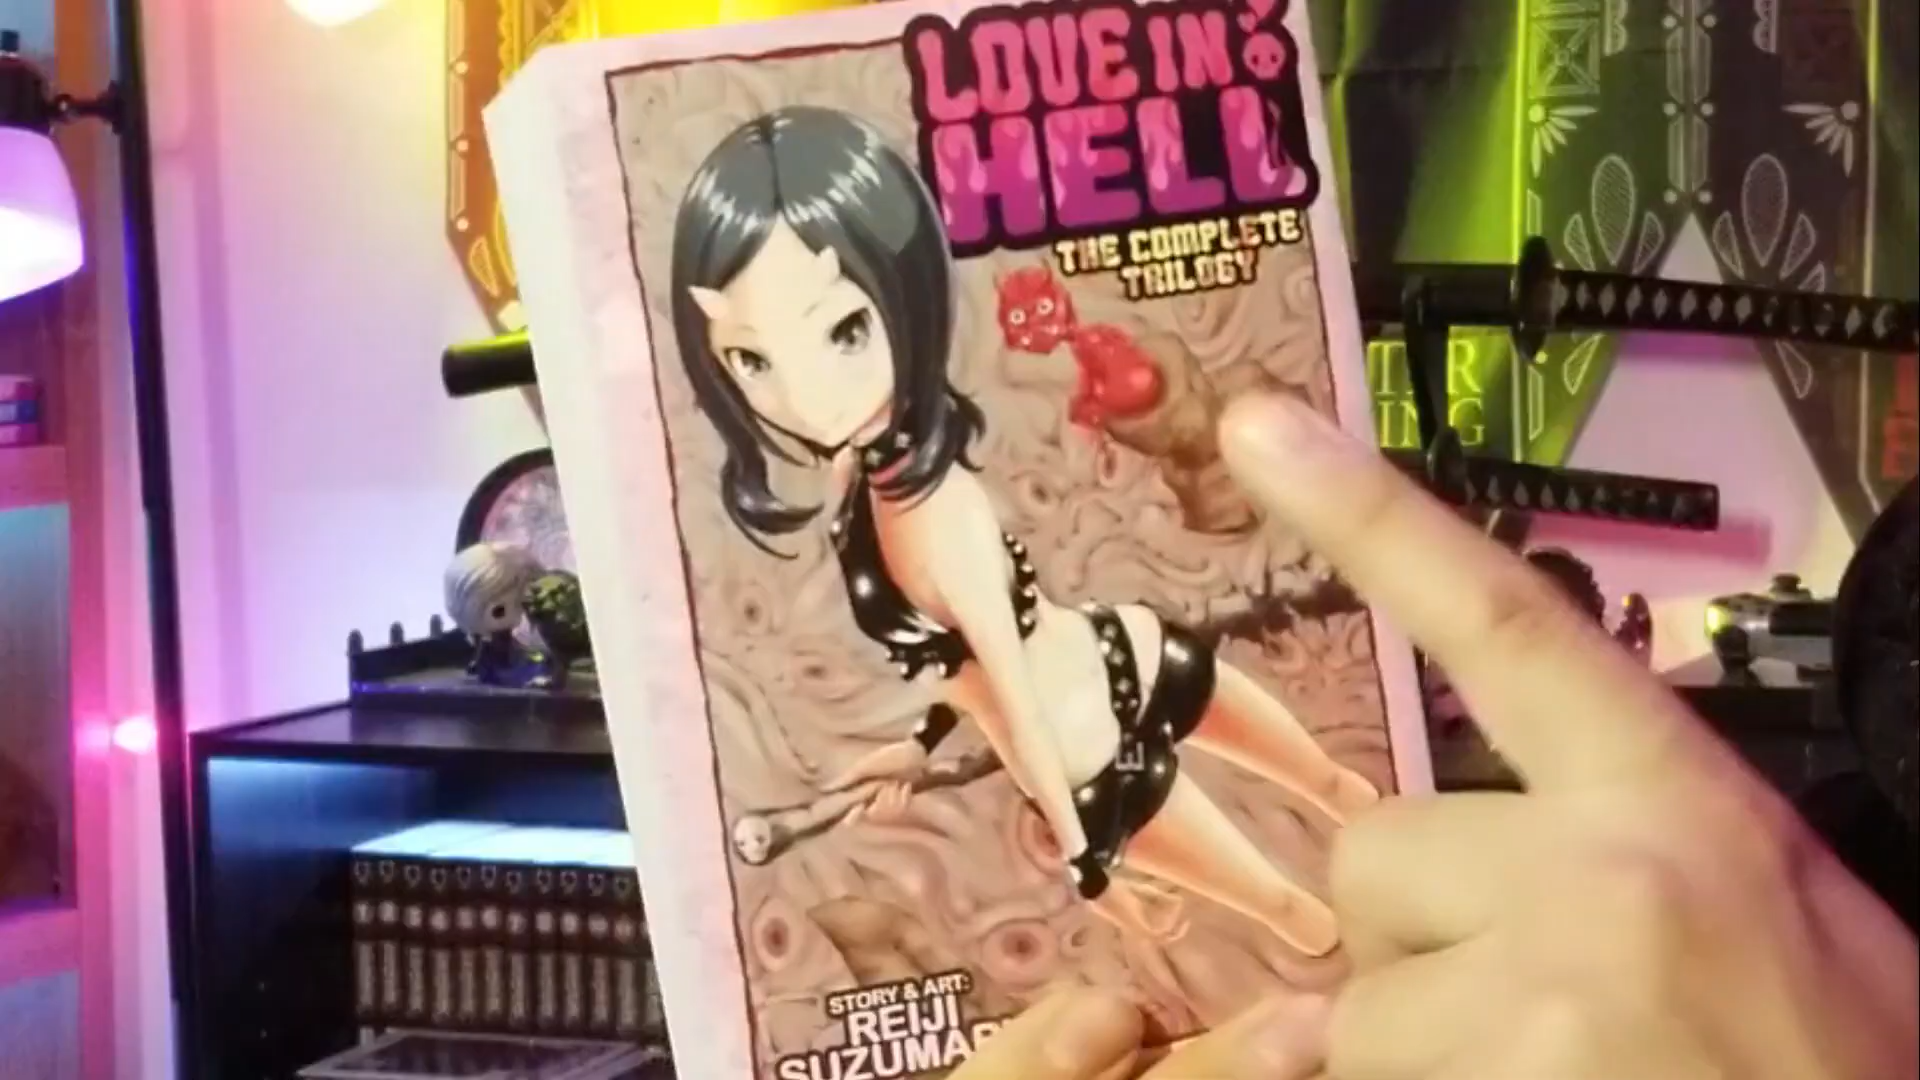 LOVE IN
HELL
THE COMPLETE
TRILOGY
STORY & ART:
REIJI